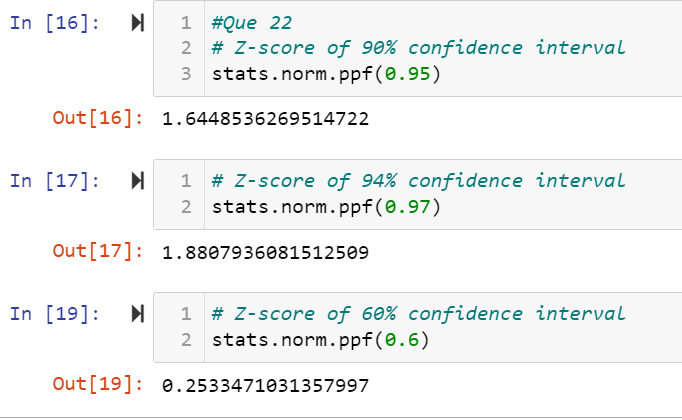 In [16]:
1 #Que 22
2 # Z-score of 90% confidence interval
3 stats.norm.ppf(0.95)
Out[16]: 1.6448536269514722
In [17]:
1 # Z-score of 94% confidence interval
2 stats.norm.ppf(0.97)
Out[17]: 1.8807936081512509
In [19]:
1 # Z-score of 60% confidence interval
2 stats.norm.ppf(0.6)
Out[19]: 0.2533471031357997